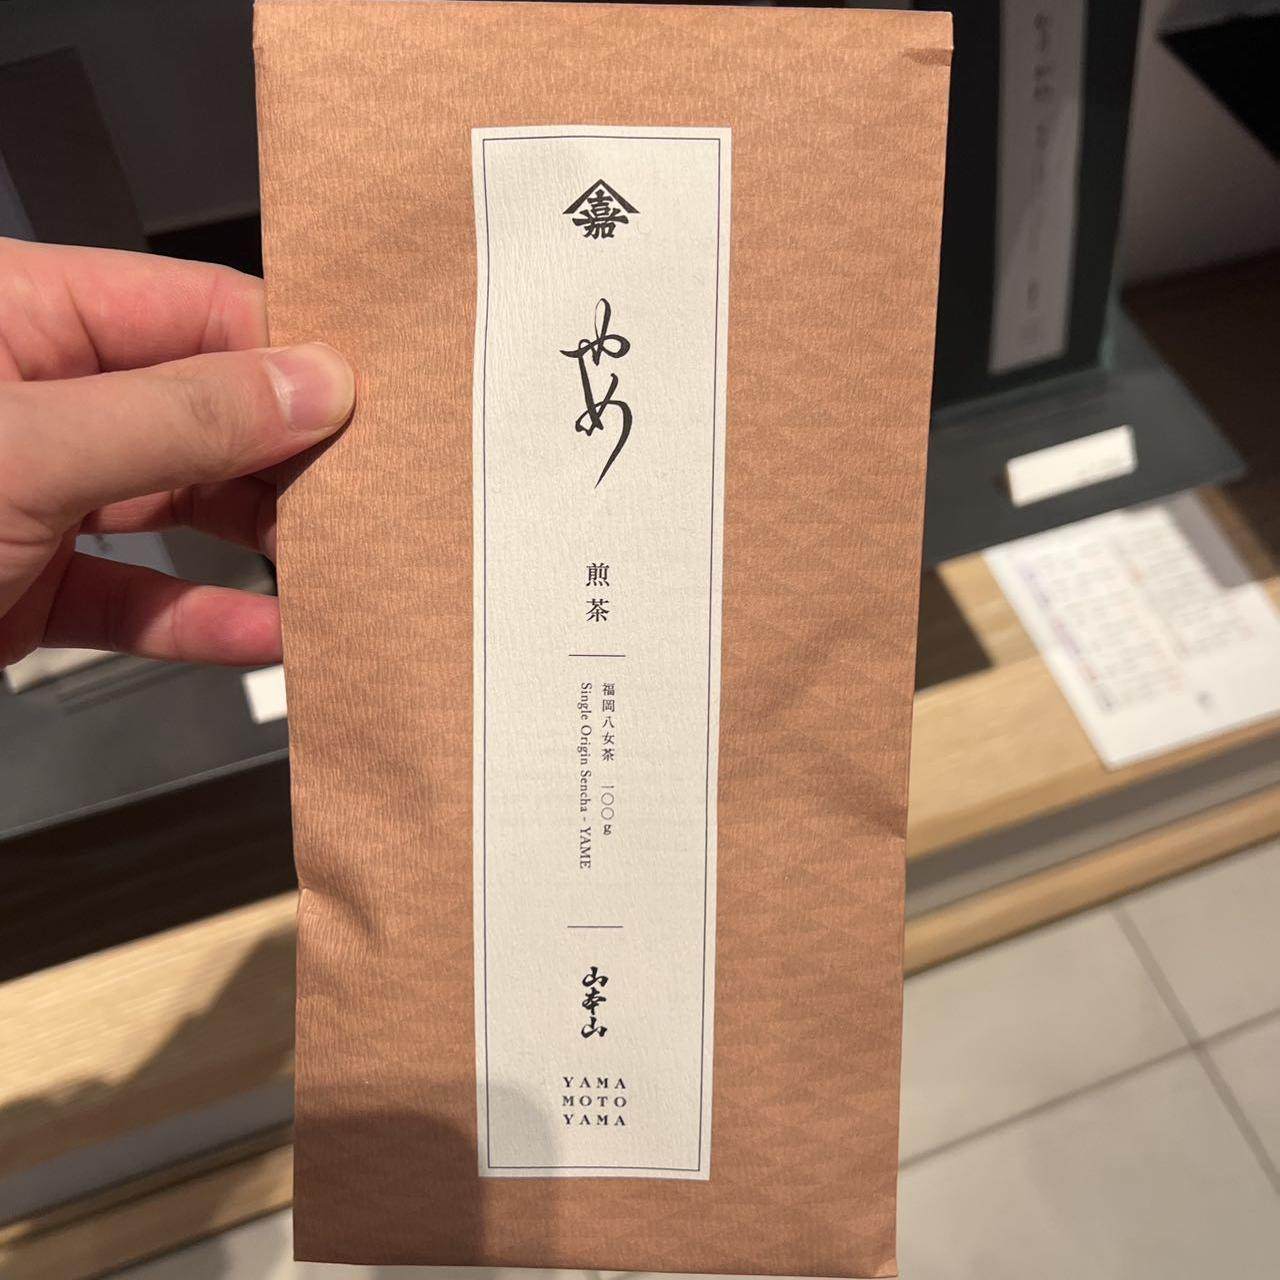 嘉
やめ
煎茶
福岡八女茶 一〇〇g
Single Origin Sencha - YAME
山本山
YAMA
MOTO
YAMA